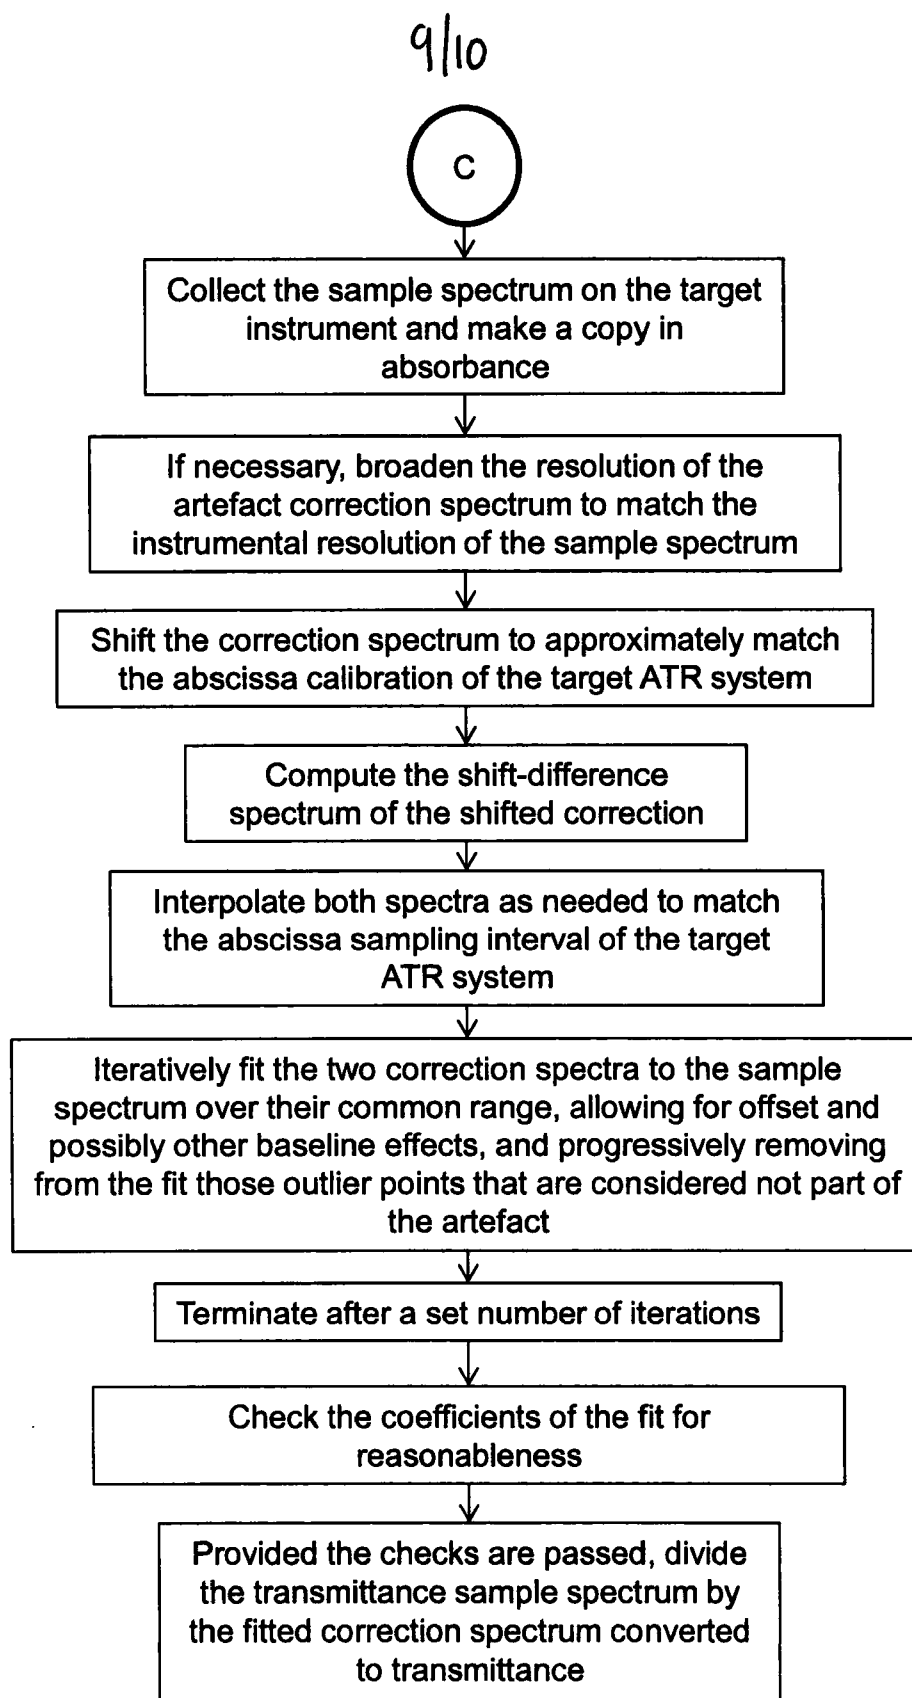 9/10
C
Collect the sample spectrum on the target
instrument and make a copy in
absorbance
If necessary, broaden the resolution of the
artefact correction spectrum to match the
instrumental resolution of the sample spectrum
Shift the correction spectrum to approximately match
the abscissa calibration of the target ATR system
Compute the shift-difference
spectrum of the shifted correction
Interpolate both spectra as needed to match
the abscissa sampling interval of the target
ATR system
Iteratively fit the two correction spectra to the sample
spectrum over their common range, allowing for offset and
possibly other baseline effects, and progressively removing
from the fit those outlier points that are considered not part of
the artefact
Terminate after a set number of iterations
Check the coefficients of the fit for
reasonableness
Provided the checks are passed, divide
the transmittance sample spectrum by
the fitted correction spectrum converted
to transmittance